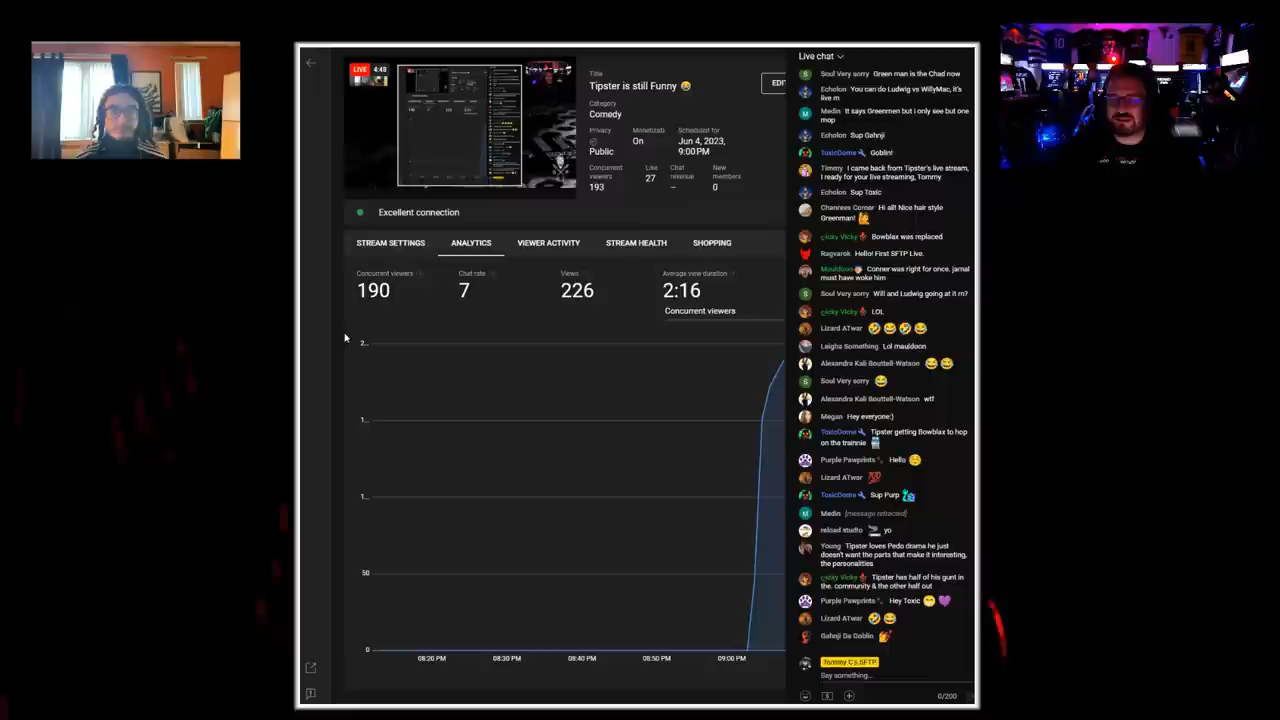 LIVE 4:49
Title
Tipster is still Funny 😂
EDI
Category
Comedy
Privacy
Public
Monetization
On
Scheduled for
Jun 4, 2023,
9:00 PM
Concurrent
viewers
193
Like
27
Chat
revenue
–
New
members
0
Excellent connection
STREAM SETTINGS ANALYTICS VIEWER ACTIVITY STREAM HEALTH SHOPPING
Concurrent viewers Chat rate Views Average view duration
190 7 226 2:16
Concurrent viewers
2...
1...
1...
50
0
08:20 PM 08:30 PM 08:40 PM 08:50 PM 09:00 PM
Live chat
Soul Very sorry Green man is the Chad now
Echolon You can do Ludwig vs WillyMac, it's
live m
Medin It says Greenmen but i only see but one
mop
Echolon Sup Gahnji
ToxicDome Goblin!
Timmy I came back from Tipster's live stream,
I ready for your live streaming, Tommy
Echolon Sup Toxic
Chanrees Corner Hi all! Nice hair style
Greenman! 🙋
Vicky Bowblax was replaced
Ragvarok Hello! First SFTP Live.
Mauldoon Conner was right for once. jamal
must have woke him
Soul Very sorry Will and Ludwig going at it rn?
Vicky LOL
Lizard ATwar 🤣😂🤣😂
Leigha Something Lol mauldoon
Alexandra Kali Bouttell-Watson 😂😂
Soul Very sorry 😂
Alexandra Kali Bouttell-Watson wtf
Megan Hey everyone:)
ToxicDome Tipster getting Bowblax to hop
on the trainnie 🚆
Purple Pawprints Hello 😊
Lizard ATwar 💯
ToxicDome Sup Purp
Medin [message retracted]
reload studio yo
Young Tipster loves Pedo drama he just
doesn't want the parts that make it interesting,
the personalities
Vicky Tipster has half of his gunt in
the. community & the other half out
Purple Pawprints Hey Toxic 😁💜
Lizard ATwar 🤣😂
Gahnji Da Goblin
Tommy C's SFTP
Say something...
0/200